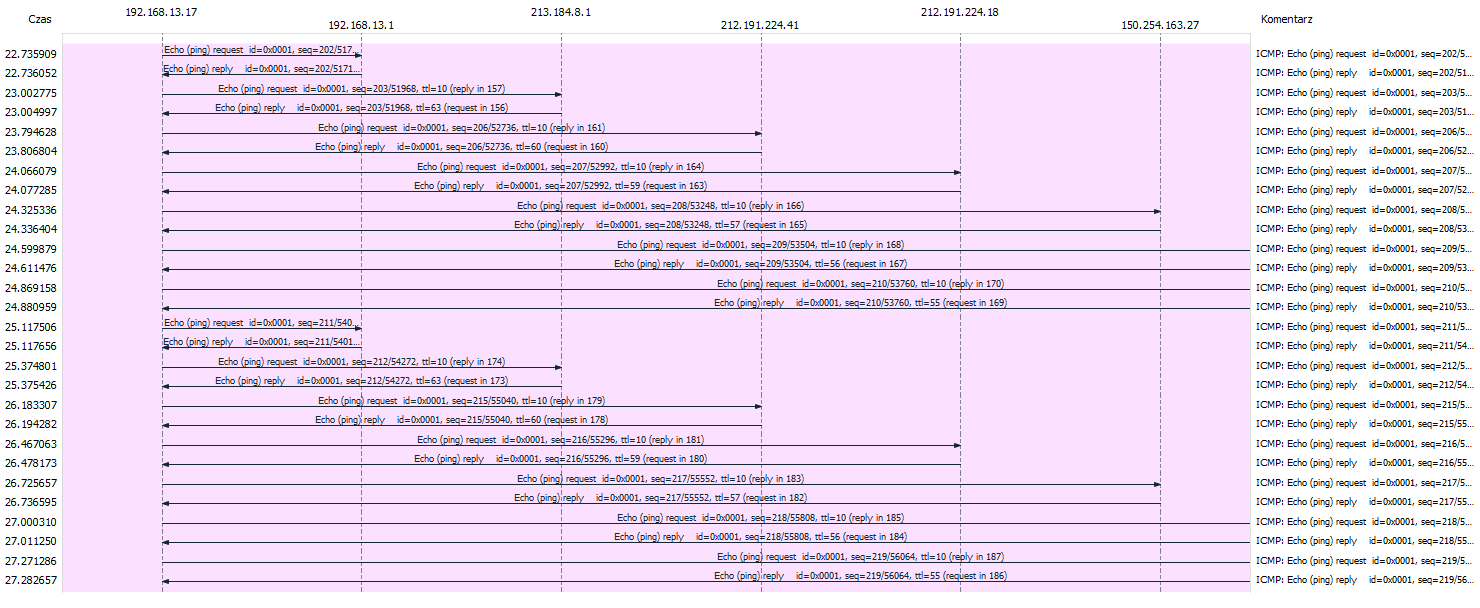 Czas 192.168.13.17 192.168.13.1 213.184.8.1 212.191.224.41 212.191.224.18 150.254.163.27 Komentarz
22.735909 Echo (ping) request id=0x0001, seq=202/517... ICMP: Echo (ping) request id=0x0001, seq=202/5...
22.736052 Echo (ping) reply id=0x0001, seq=202/5171... ICMP: Echo (ping) reply id=0x0001, seq=202/51...
23.002775 Echo (ping) request id=0x0001, seq=203/51968, ttl=10 (reply in 157) ICMP: Echo (ping) request id=0x0001, seq=203/5...
23.004997 Echo (ping) reply id=0x0001, seq=203/51968, ttl=63 (request in 156) ICMP: Echo (ping) reply id=0x0001, seq=203/51...
23.794628 Echo (ping) request id=0x0001, seq=206/52736, ttl=10 (reply in 161) ICMP: Echo (ping) request id=0x0001, seq=206/5...
23.806804 Echo (ping) reply id=0x0001, seq=206/52736, ttl=60 (request in 160) ICMP: Echo (ping) reply id=0x0001, seq=206/52...
24.066079 Echo (ping) request id=0x0001, seq=207/52992, ttl=10 (reply in 164) ICMP: Echo (ping) request id=0x0001, seq=207/5...
24.077285 Echo (ping) reply id=0x0001, seq=207/52992, ttl=59 (request in 163) ICMP: Echo (ping) reply id=0x0001, seq=207/52...
24.325336 Echo (ping) request id=0x0001, seq=208/53248, ttl=10 (reply in 166) ICMP: Echo (ping) request id=0x0001, seq=208/5...
24.336404 Echo (ping) reply id=0x0001, seq=208/53248, ttl=57 (request in 165) ICMP: Echo (ping) reply id=0x0001, seq=208/53...
24.599879 Echo (ping) request id=0x0001, seq=209/53504, ttl=10 (reply in 168) ICMP: Echo (ping) request id=0x0001, seq=209/5...
24.611476 Echo (ping) reply id=0x0001, seq=209/53504, ttl=56 (request in 167) ICMP: Echo (ping) reply id=0x0001, seq=209/53...
24.869158 Echo (ping) request id=0x0001, seq=210/53760, ttl=10 (reply in 170) ICMP: Echo (ping) request id=0x0001, seq=210/5...
24.880959 Echo (ping) reply id=0x0001, seq=210/53760, ttl=55 (request in 169) ICMP: Echo (ping) reply id=0x0001, seq=210/53...
25.117506 Echo (ping) request id=0x0001, seq=211/540... ICMP: Echo (ping) request id=0x0001, seq=211/5...
25.117656 Echo (ping) reply id=0x0001, seq=211/5401... ICMP: Echo (ping) reply id=0x0001, seq=211/54...
25.374801 Echo (ping) request id=0x0001, seq=212/54272, ttl=10 (reply in 174) ICMP: Echo (ping) request id=0x0001, seq=212/5...
25.375426 Echo (ping) reply id=0x0001, seq=212/54272, ttl=63 (request in 173) ICMP: Echo (ping) reply id=0x0001, seq=212/54...
26.183307 Echo (ping) request id=0x0001, seq=215/55040, ttl=10 (reply in 179) ICMP: Echo (ping) request id=0x0001, seq=215/5...
26.194282 Echo (ping) reply id=0x0001, seq=215/55040, ttl=60 (request in 178) ICMP: Echo (ping) reply id=0x0001, seq=215/55...
26.467063 Echo (ping) request id=0x0001, seq=216/55296, ttl=10 (reply in 181) ICMP: Echo (ping) request id=0x0001, seq=216/5...
26.478173 Echo (ping) reply id=0x0001, seq=216/55296, ttl=59 (request in 180) ICMP: Echo (ping) reply id=0x0001, seq=216/55...
26.725657 Echo (ping) request id=0x0001, seq=217/55552, ttl=10 (reply in 183) ICMP: Echo (ping) request id=0x0001, seq=217/5...
26.736595 Echo (ping) reply id=0x0001, seq=217/55552, ttl=57 (request in 182) ICMP: Echo (ping) reply id=0x0001, seq=217/55...
27.000310 Echo (ping) request id=0x0001, seq=218/55808, ttl=10 (reply in 185) ICMP: Echo (ping) request id=0x0001, seq=218/5...
27.011250 Echo (ping) reply id=0x0001, seq=218/55808, ttl=56 (request in 184) ICMP: Echo (ping) reply id=0x0001, seq=218/55...
27.271286 Echo (ping) request id=0x0001, seq=219/56064, ttl=10 (reply in 187) ICMP: Echo (ping) request id=0x0001, seq=219/5...
27.282657 Echo (ping) reply id=0x0001, seq=219/56064, ttl=55 (request in 186) ICMP: Echo (ping) reply id=0x0001, seq=219/56...